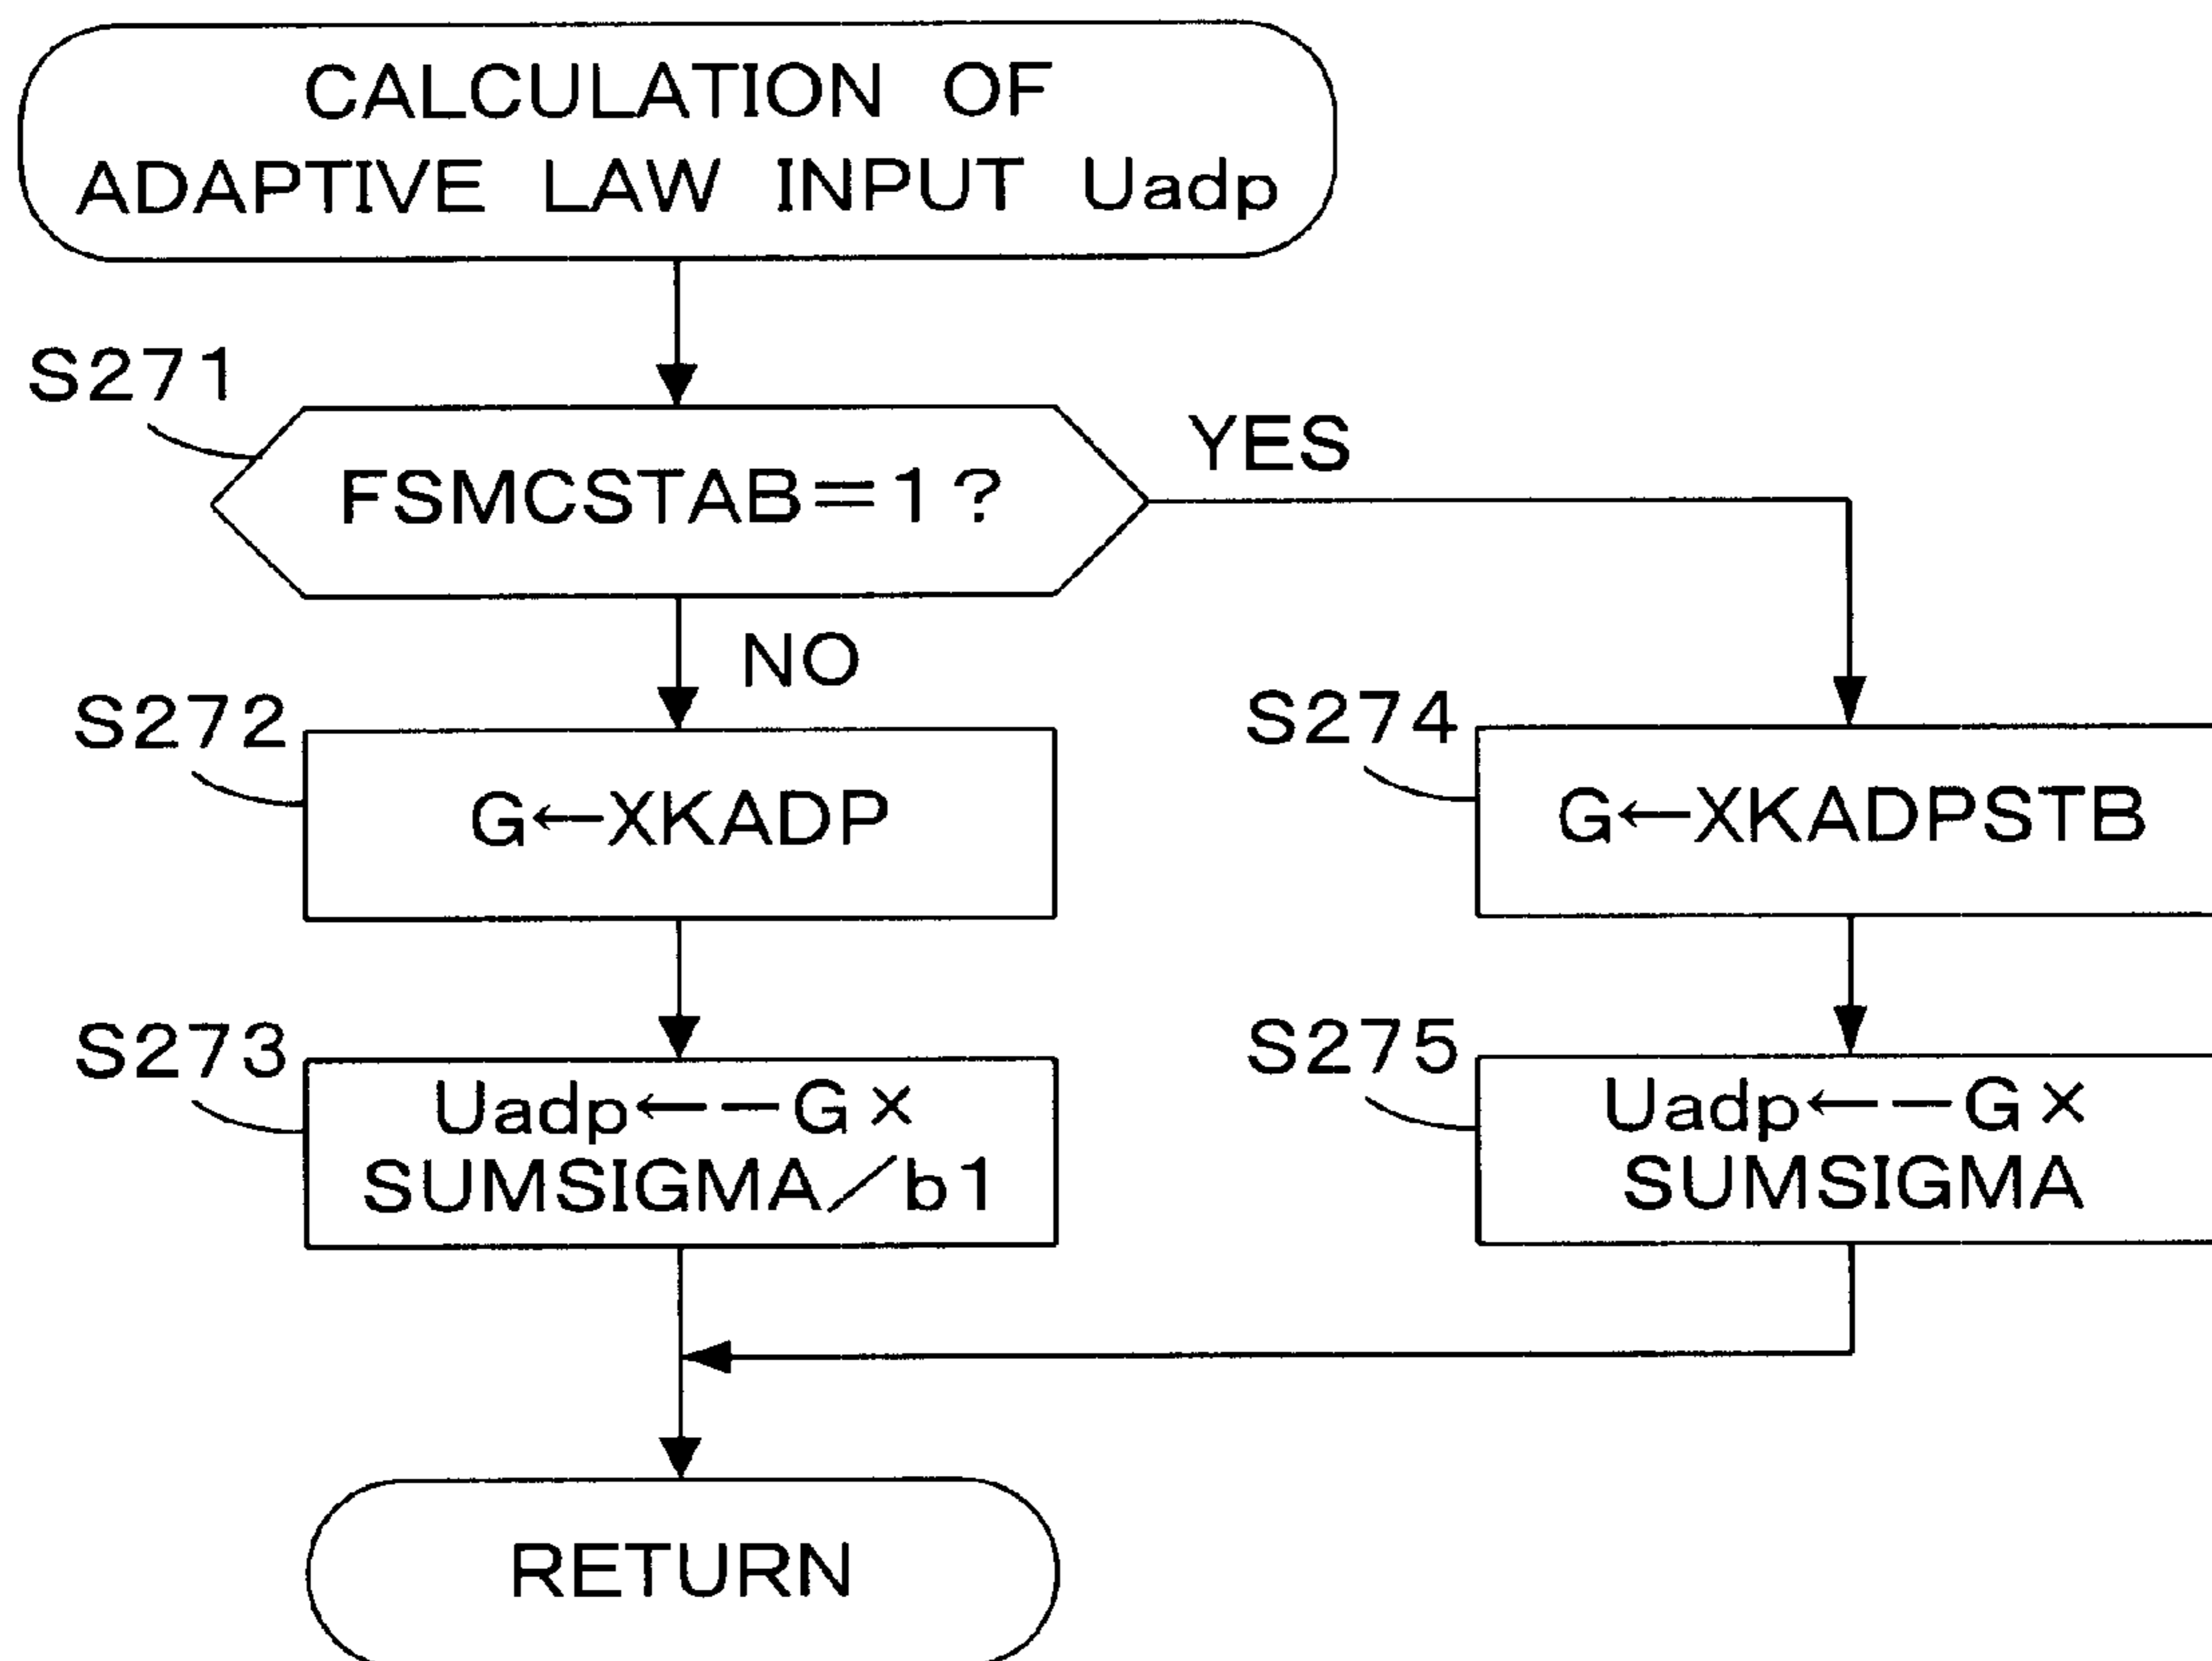 CALCULATION OF
ADAPTIVE LAW INPUT Uadp
S271
FSMCSTAB=1?
YES
NO
S272
G←XKADP
S274
G←XKADPSTB
S273
Uadp←−G×
SUMSIGMA/b1
S275
Uadp←−G×
SUMSIGMA
RETURN